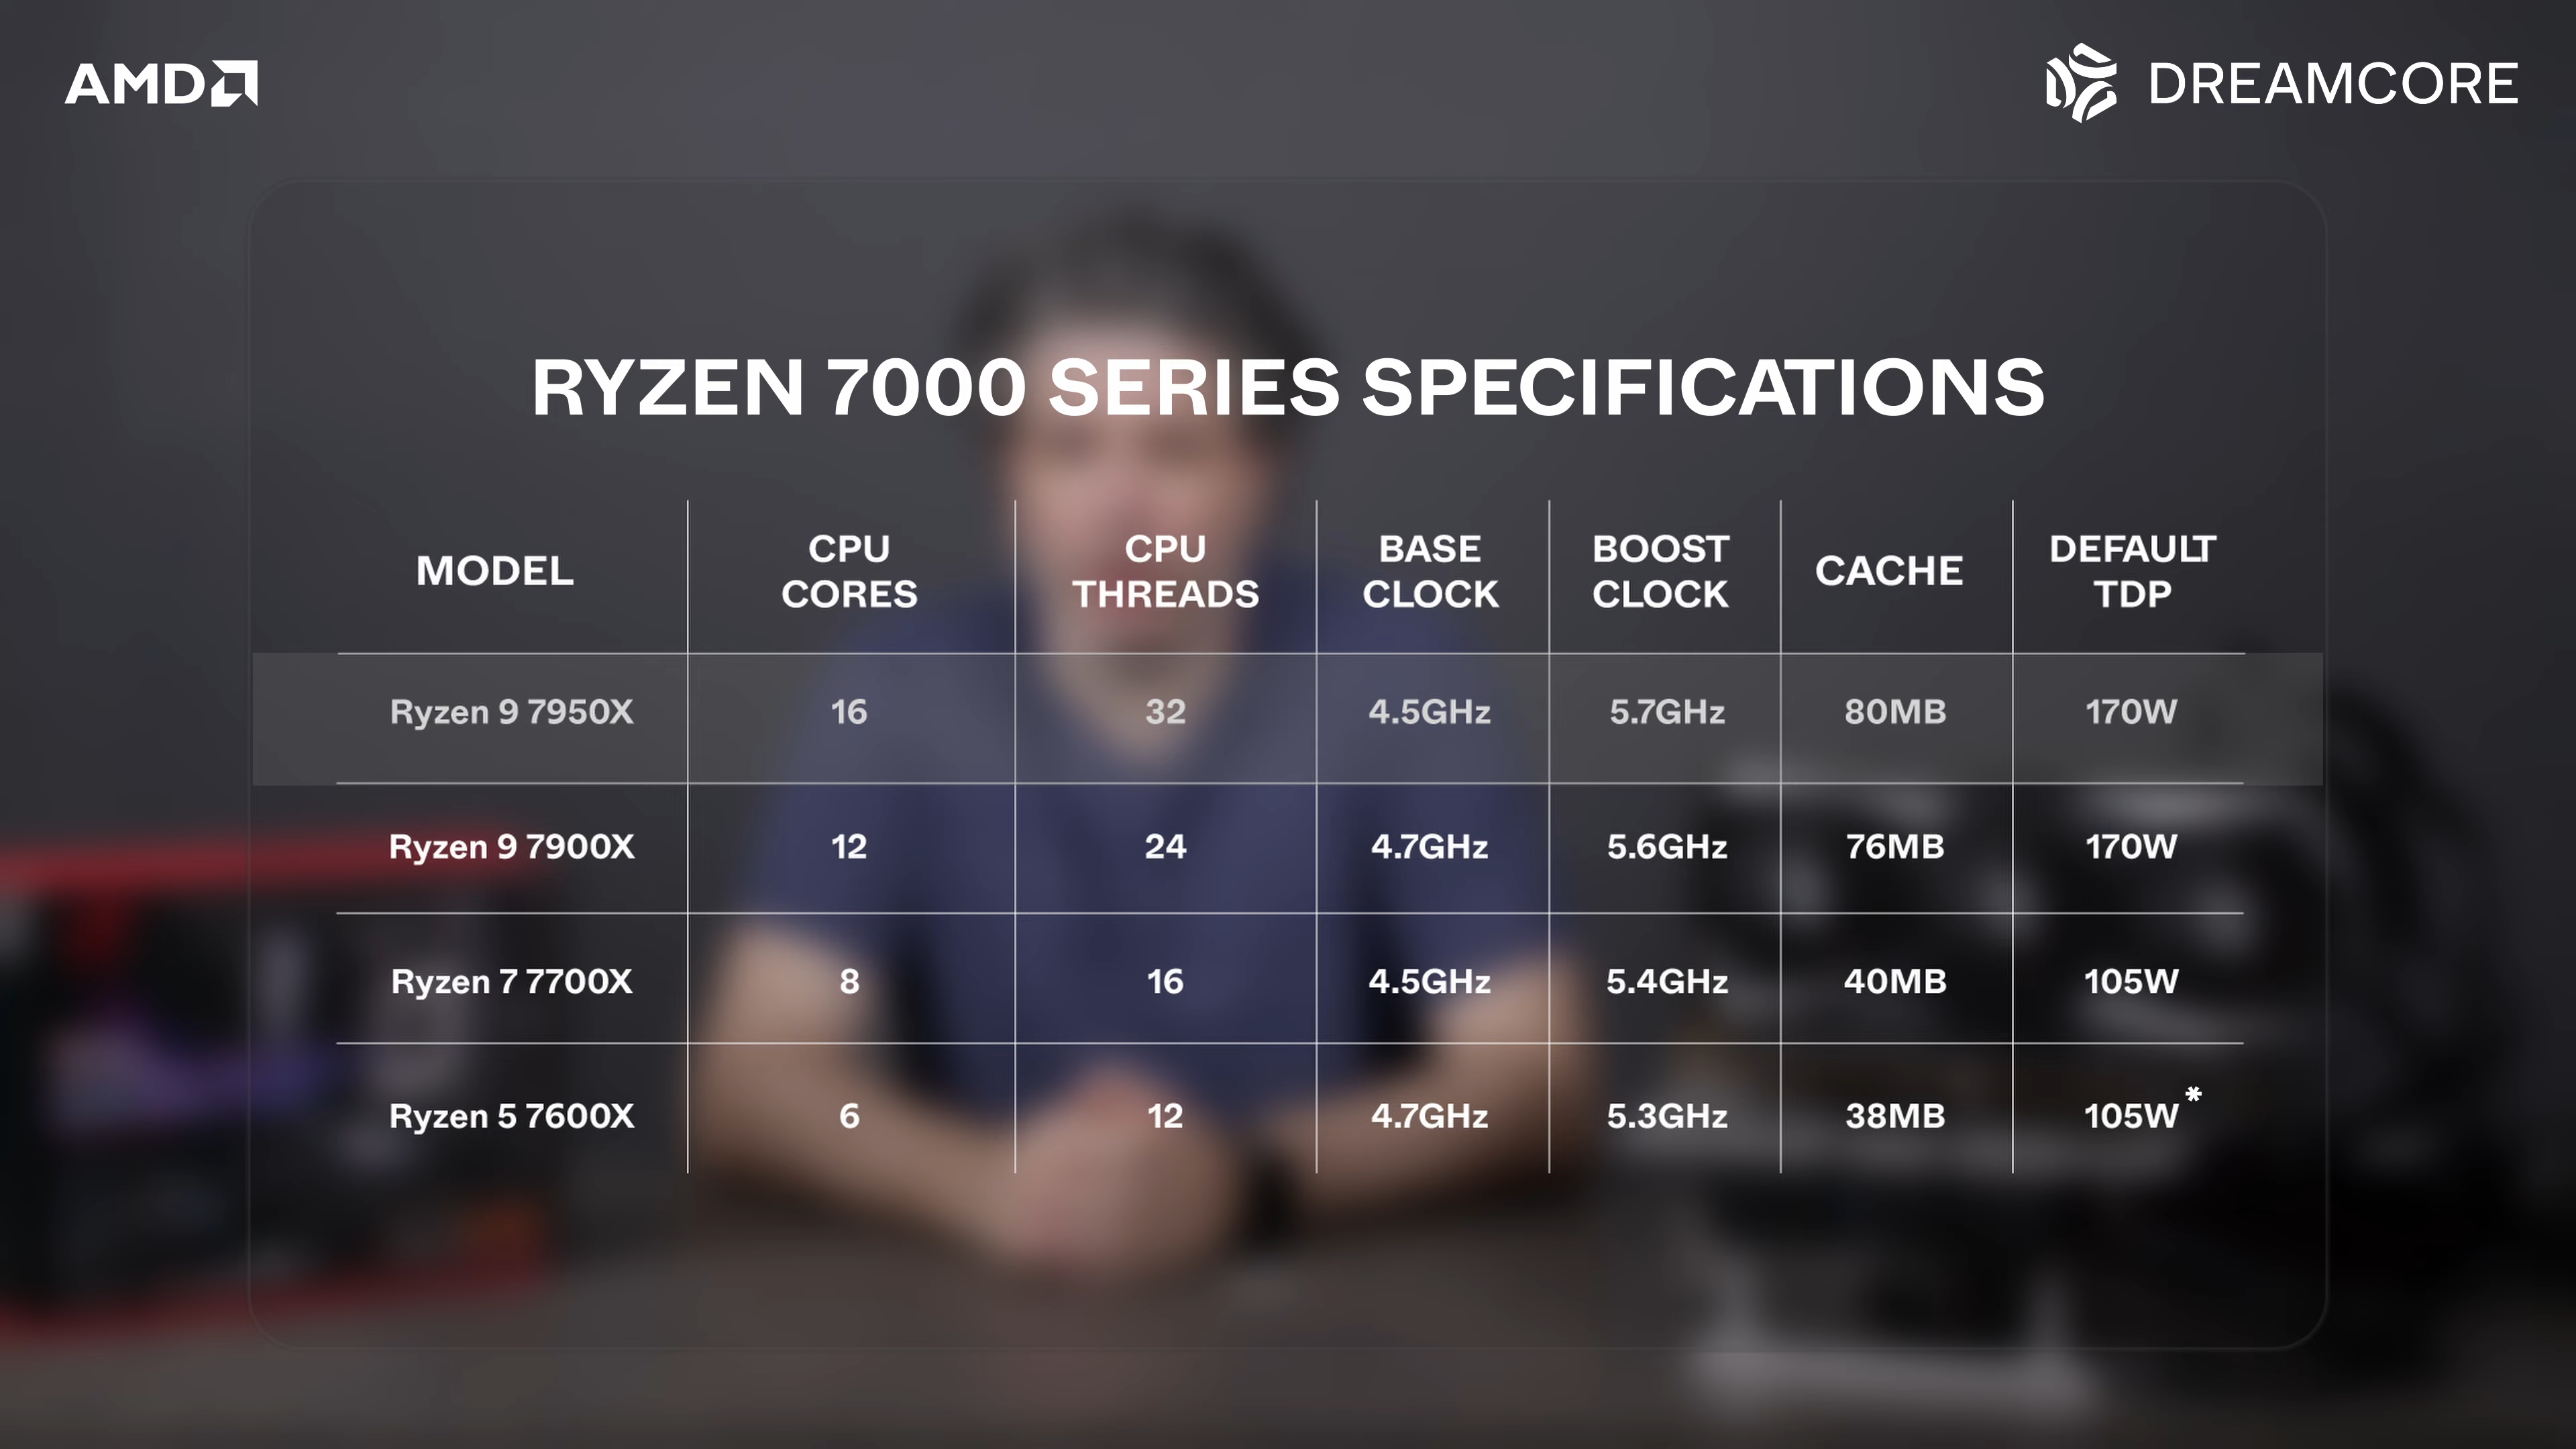 AMD
DREAMCORE
RYZEN 7000 SERIES SPECIFICATIONS
MODEL
CPU
CORES
CPU
THREADS
BASE
CLOCK
BOOST
CLOCK
CACHE
DEFAULT
TDP
Ryzen 9 7950X 16 32 4.5GHz 5.7GHz 80MB 170W
Ryzen 9 7900X 12 24 4.7GHz 5.6GHz 76MB 170W
Ryzen 7 7700X 8 16 4.5GHz 5.4GHz 40MB 105W
Ryzen 5 7600X 6 12 4.7GHz 5.3GHz 38MB 105W*